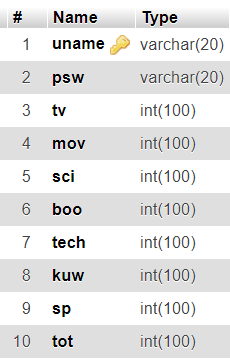 # Name Type
1 uname varchar(20)
2 psw varchar(20)
3 tv int(100)
4 mov int(100)
5 sci int(100)
6 boo int(100)
7 tech int(100)
8 kuw int(100)
9 sp int(100)
10 tot int(100)